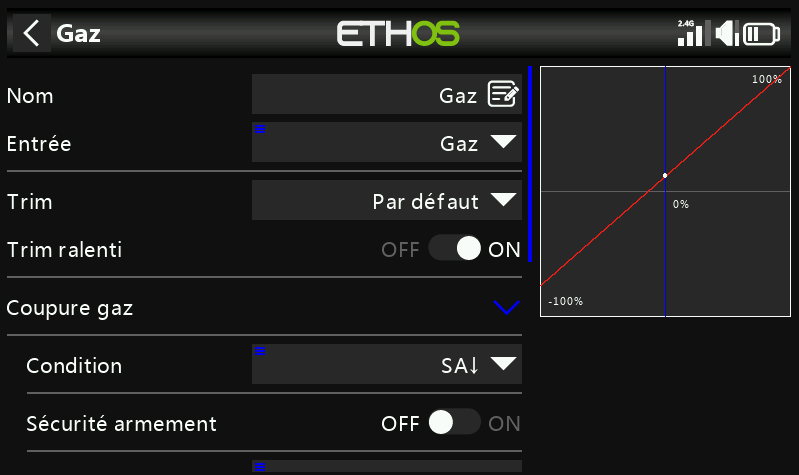 Gaz
ETHOS
2.4G
Nom
Gaz
Entrée
Gaz
Trim
Par défaut
Trim ralenti
OFF ON
Coupure gaz
Condition
SA↓
Sécurité armement
OFF ON
100%
0%
-100%